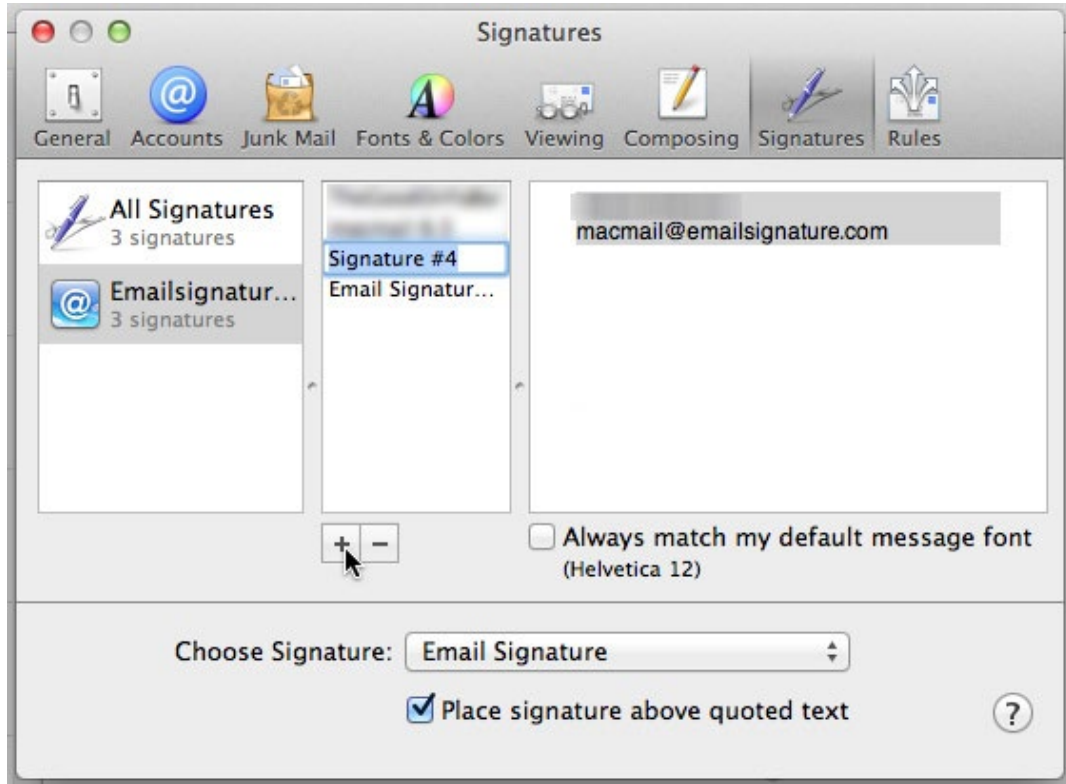 Signatures
General Accounts Junk Mail Fonts & Colors Viewing Composing Signatures Rules
All Signatures
3 signatures
Emailsignatur...
3 signatures
Signature #4
Email Signatur...
macmail@emailsignature.com
+ −
Always match my default message font
(Helvetica 12)
Choose Signature: Email Signature
Place signature above quoted text
?